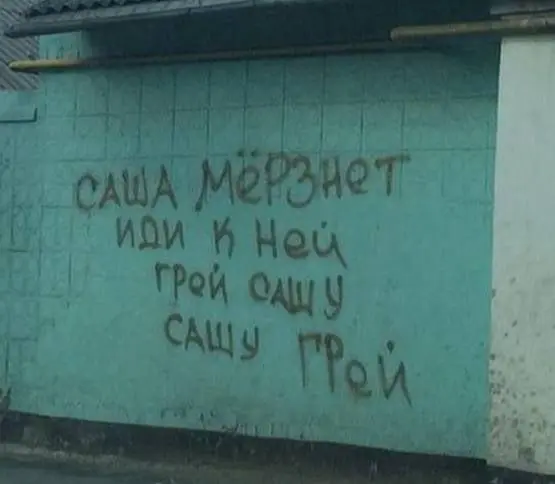 САША МЁРЗНЕТ
ИДИ К НЕЙ
ГРЕЙ САШУ
САШУ ГРЕЙ